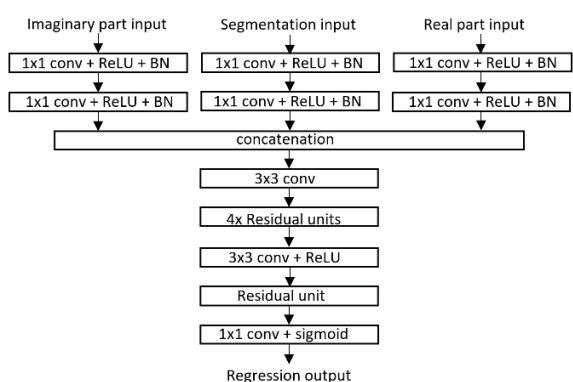 Imaginary part input Segmentation input Real part input
1x1 conv + ReLU + BN 1x1 conv + ReLU + BN 1x1 conv + ReLU + BN
1x1 conv + ReLU + BN 1x1 conv + ReLU + BN 1x1 conv + ReLU + BN
concatenation
3x3 conv
4x Residual units
3x3 conv + ReLU
Residual unit
1x1 conv + sigmoid
Regression output